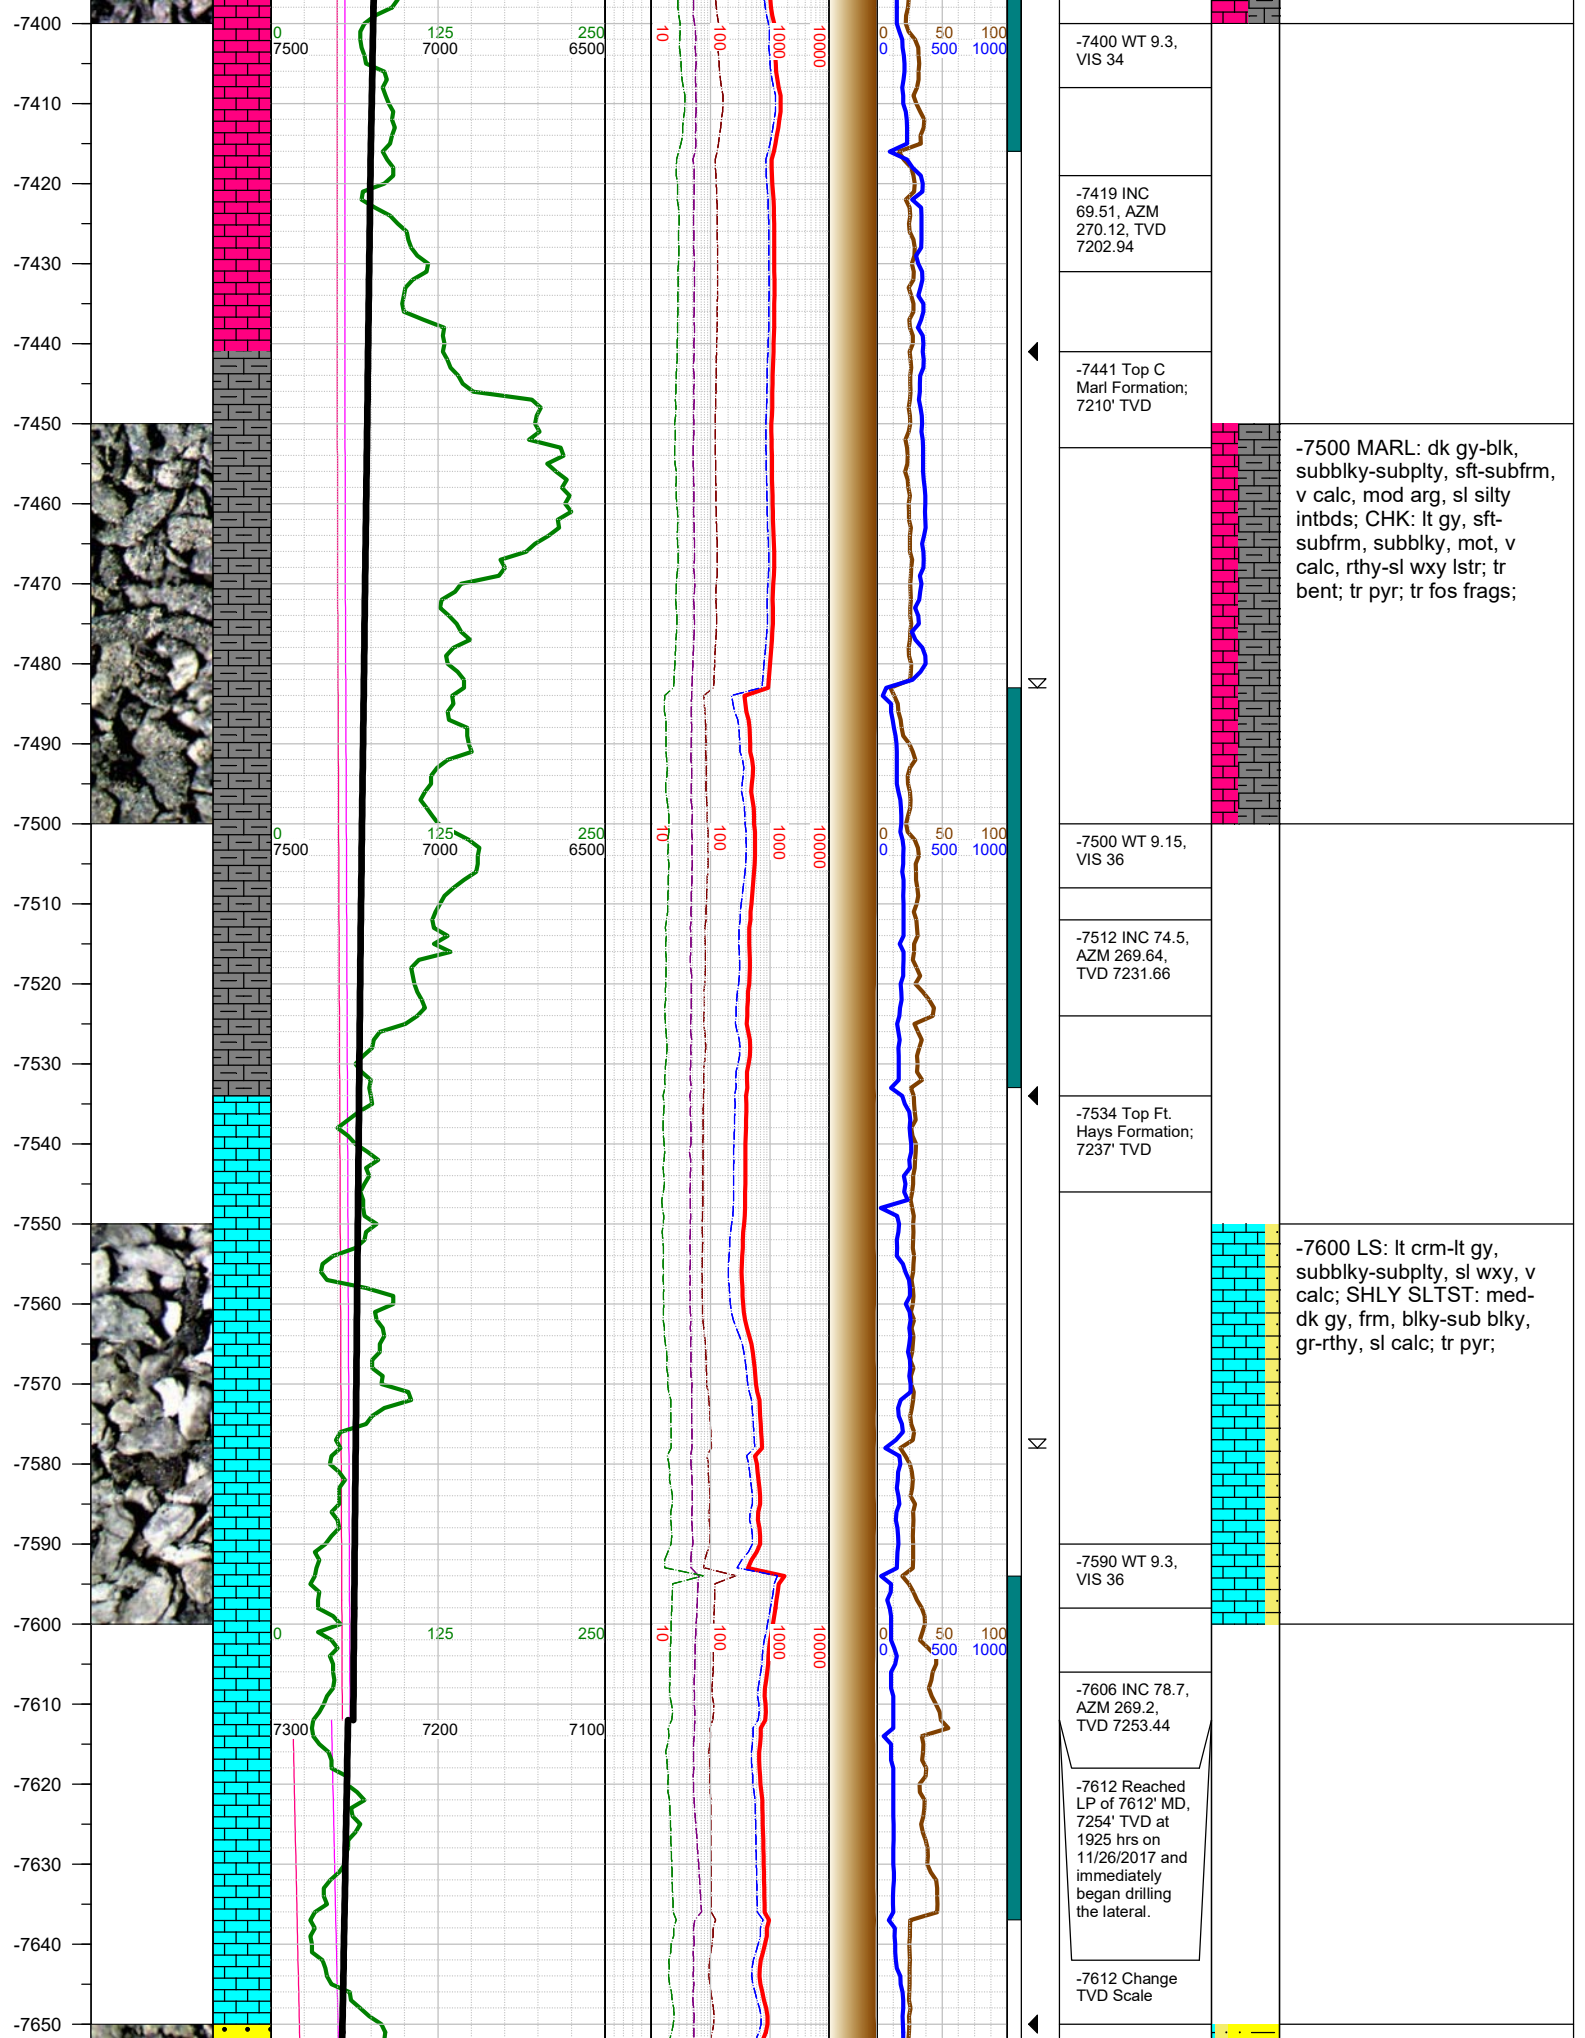 -7400
-7410
-7420
-7430
-7440
-7450
-7460
-7470
-7480
-7490
-7500
-7510
-7520
-7530
-7540
-7550
-7560
-7570
-7580
-7590
-7600
-7610
-7620
-7630
-7640
-7650
0 125 250
7500 7000 6500
10 100 1000 10000
0 50 100
0 500 1000
0 125 250
7500 7000 6500
10 100 1000 10000
0 50 100
0 500 1000
0 125 250
10 100 1000 10000
0 50 100
0 500 1000
7300 7200 7100
-7400 WT 9.3,
VIS 34
-7419 INC
69.51, AZM
270.12, TVD
7202.94
-7441 Top C
Marl Formation;
7210' TVD
-7500 WT 9.15,
VIS 36
-7512 INC 74.5,
AZM 269.64,
TVD 7231.66
-7534 Top Ft.
Hays Formation;
7237' TVD
-7590 WT 9.3,
VIS 36
-7606 INC 78.7,
AZM 269.2,
TVD 7253.44
-7612 Reached
LP of 7612' MD,
7254' TVD at
1925 hrs on
11/26/2017 and
immediately
began drilling
the lateral.
-7612 Change
TVD Scale
-7500 MARL: dk gy-blk,
subblky-subplty, sft-subfrm,
v calc, mod arg, sl silty
intbds; CHK: lt gy, sft-
subfrm, subblky, mot, v
calc, rthy-sl wxy lstr; tr
bent; tr pyr; tr fos frags;
-7600 LS: lt crm-lt gy,
subblky-subplty, sl wxy, v
calc; SHLY SLTST: med-
dk gy, frm, blky-sub blky,
gr-rthy, sl calc; tr pyr;